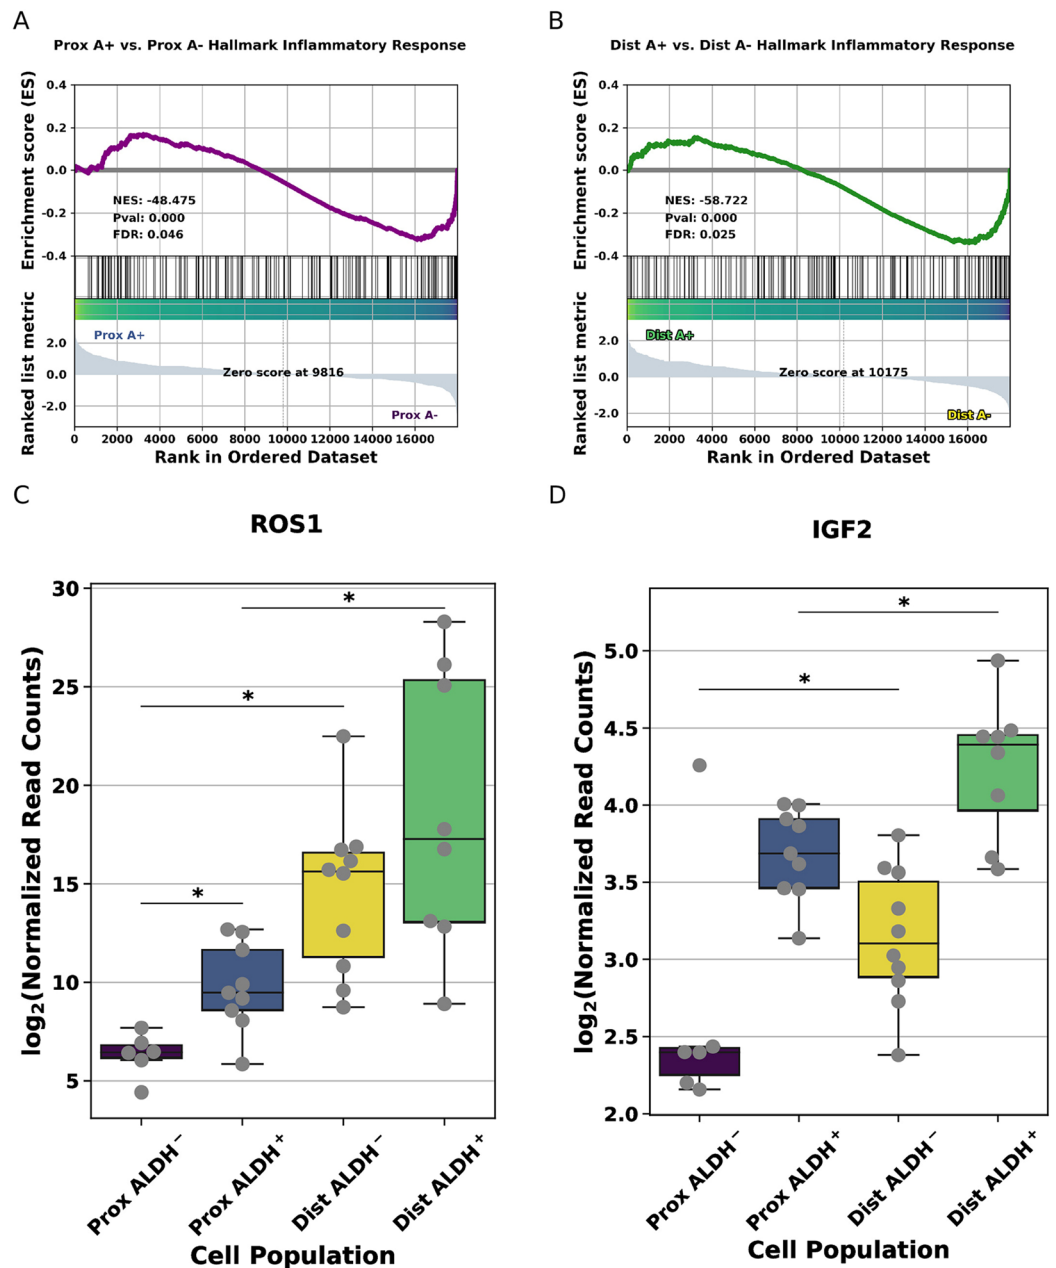 A
Prox A+ vs. Prox A- Hallmark Inflammatory Response
Enrichment score (ES)
0.4
0.2
0.0
-0.2
-0.4
NES: -48.475
Pval: 0.000
FDR: 0.046
Ranked list metric
2.0
0.0
-2.0
Prox A+
Zero score at 9816
Prox A-
0 2000 4000 6000 8000 10000 12000 14000 16000
Rank in Ordered Dataset
B
Dist A+ vs. Dist A- Hallmark Inflammatory Response
Enrichment score (ES)
0.4
0.2
0.0
-0.2
-0.4
NES: -58.722
Pval: 0.000
FDR: 0.025
Ranked list metric
2.0
0.0
-2.0
Dist A+
Zero score at 10175
Dist A-
0 2000 4000 6000 8000 10000 12000 14000 16000
Rank in Ordered Dataset
C
ROS1
log₂(Normalized Read Counts)
30
25
20
15
10
5
*
*
*
Prox ALDH⁻
Prox ALDH⁺
Dist ALDH⁻
Dist ALDH⁺
Cell Population
D
IGF2
log₂(Normalized Read Counts)
5.0
4.5
4.0
3.5
3.0
2.5
2.0
*
*
Prox ALDH⁻
Prox ALDH⁺
Dist ALDH⁻
Dist ALDH⁺
Cell Population